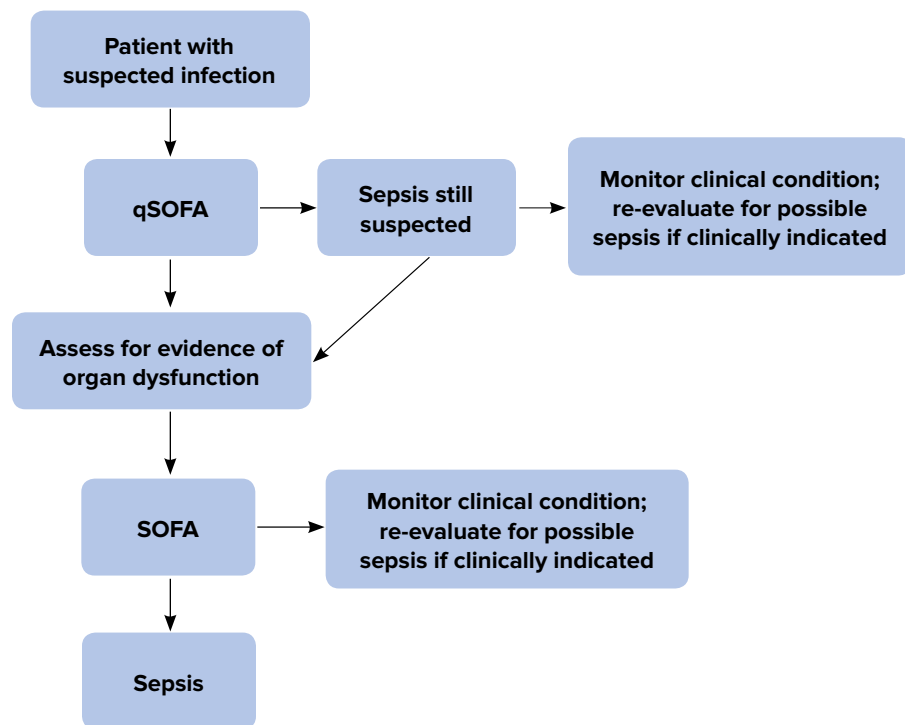 Patient with
suspected infection
qSOFA
Sepsis still
suspected
Monitor clinical condition;
re-evaluate for possible
sepsis if clinically indicated
Assess for evidence of
organ dysfunction
SOFA
Monitor clinical condition;
re-evaluate for possible
sepsis if clinically indicated
Sepsis